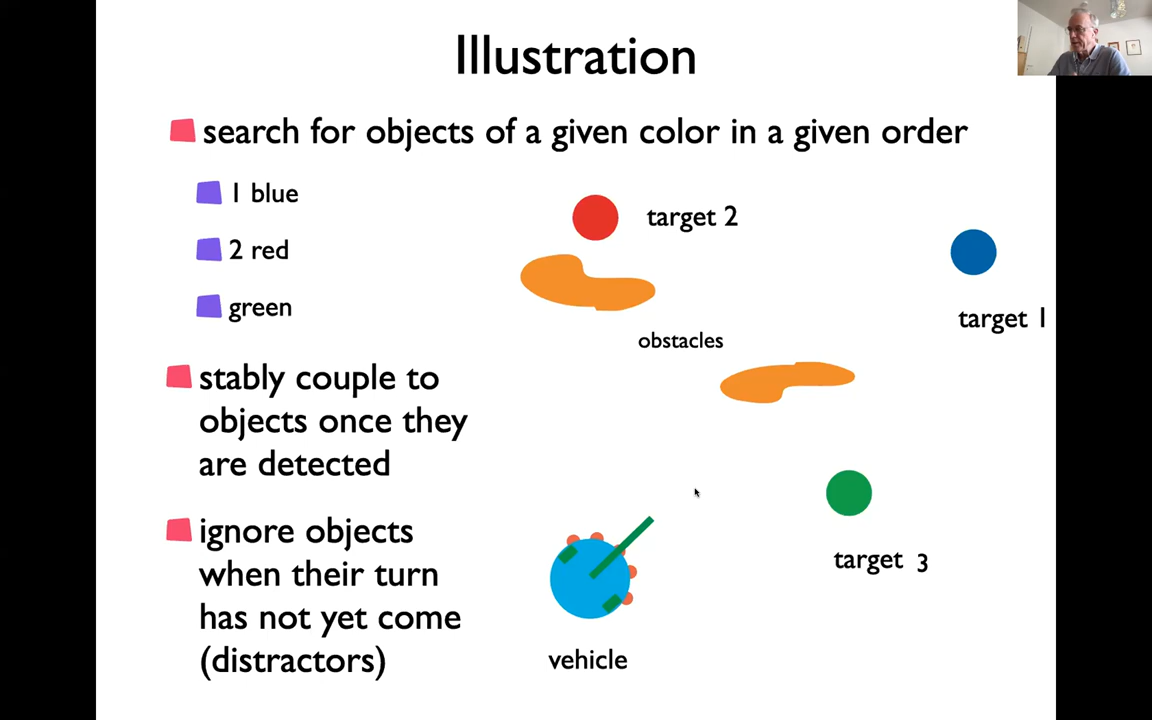 Illustration
search for objects of a given color in a given order
1 blue
2 red
green
stably couple to
objects once they
are detected
ignore objects
when their turn
has not yet come
(distractors)
target 2
target 1
obstacles
target 3
vehicle